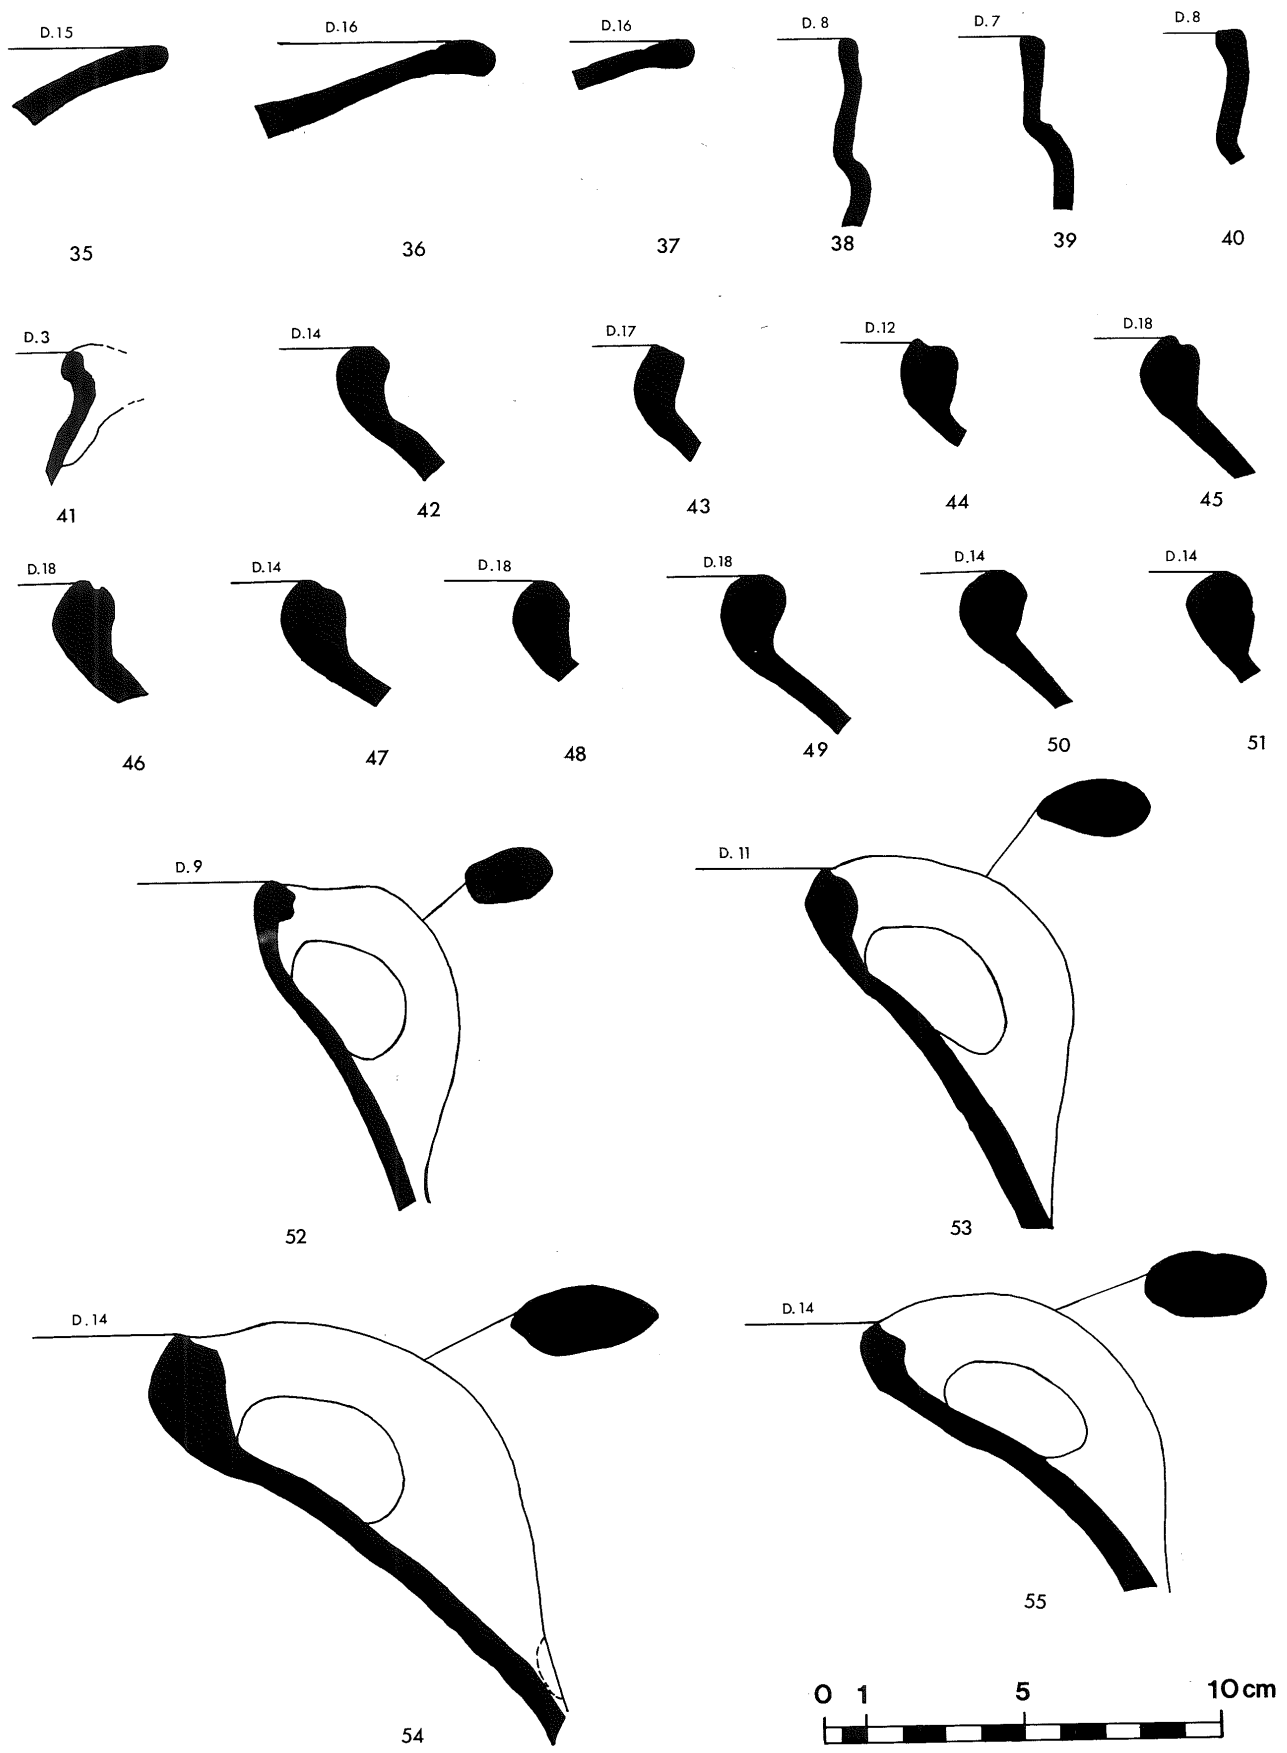 D.15 D.16 D.16 D.8 D.7 D.8
35 36 37 38 39 40
D.3 D.14 D.17 D.12 D.18
41 42 43 44 45
D.18 D.14 D.18 D.18 D.14 D.14
46 47 48 49 50 51
D.9 D.11
52 53
D.14 D.14
54 55
0 1 5 10 cm